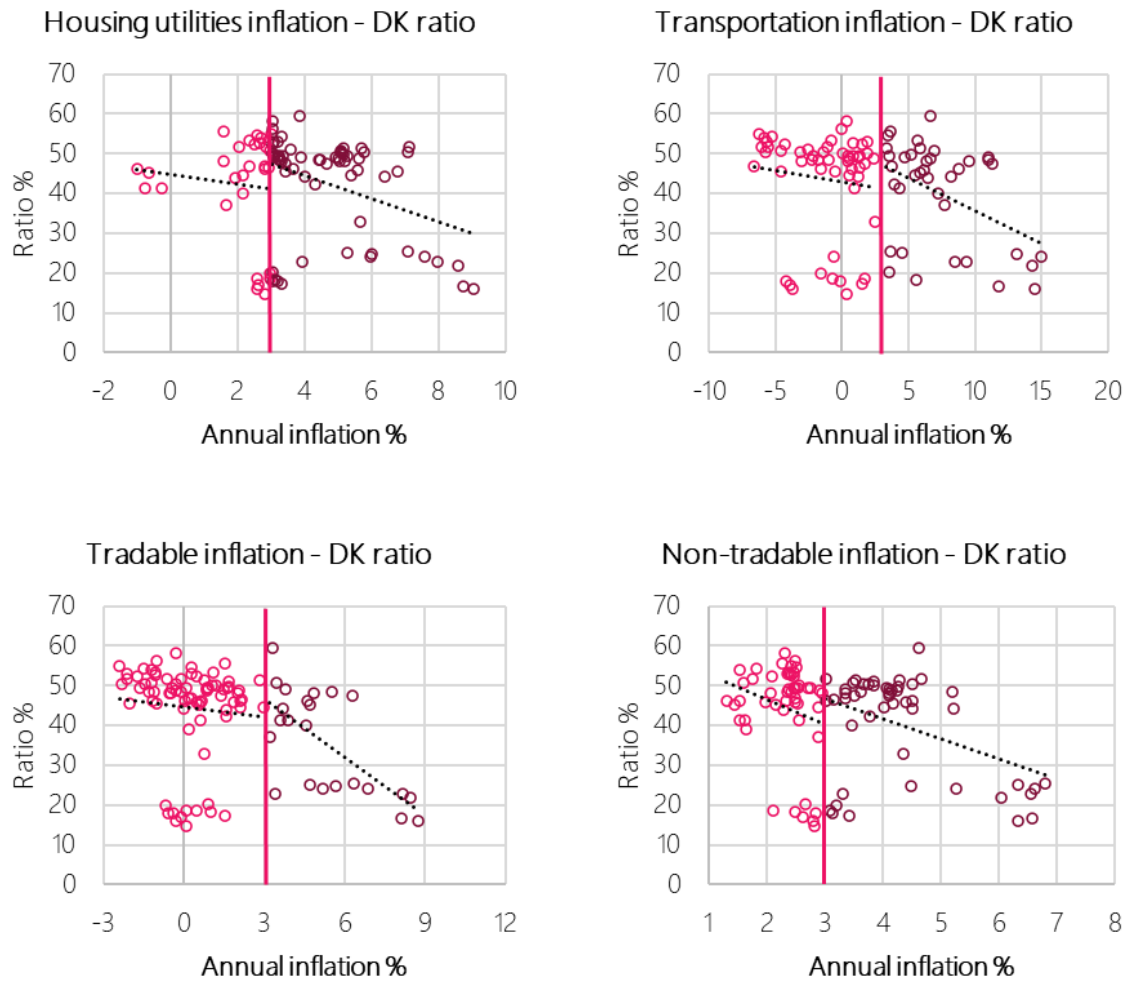 Housing utilities inflation - DK ratio
Ratio %
70
60
50
40
30
20
10
0
-2 0 2 4 6 8 10
Annual inflation %
Transportation inflation - DK ratio
Ratio %
70
60
50
40
30
20
10
0
-10 -5 0 5 10 15 20
Annual inflation %
Tradable inflation - DK ratio
Ratio %
70
60
50
40
30
20
10
0
-3 0 3 6 9 12
Annual inflation %
Non-tradable inflation - DK ratio
Ratio %
70
60
50
40
30
20
10
0
1 2 3 4 5 6 7 8
Annual inflation %